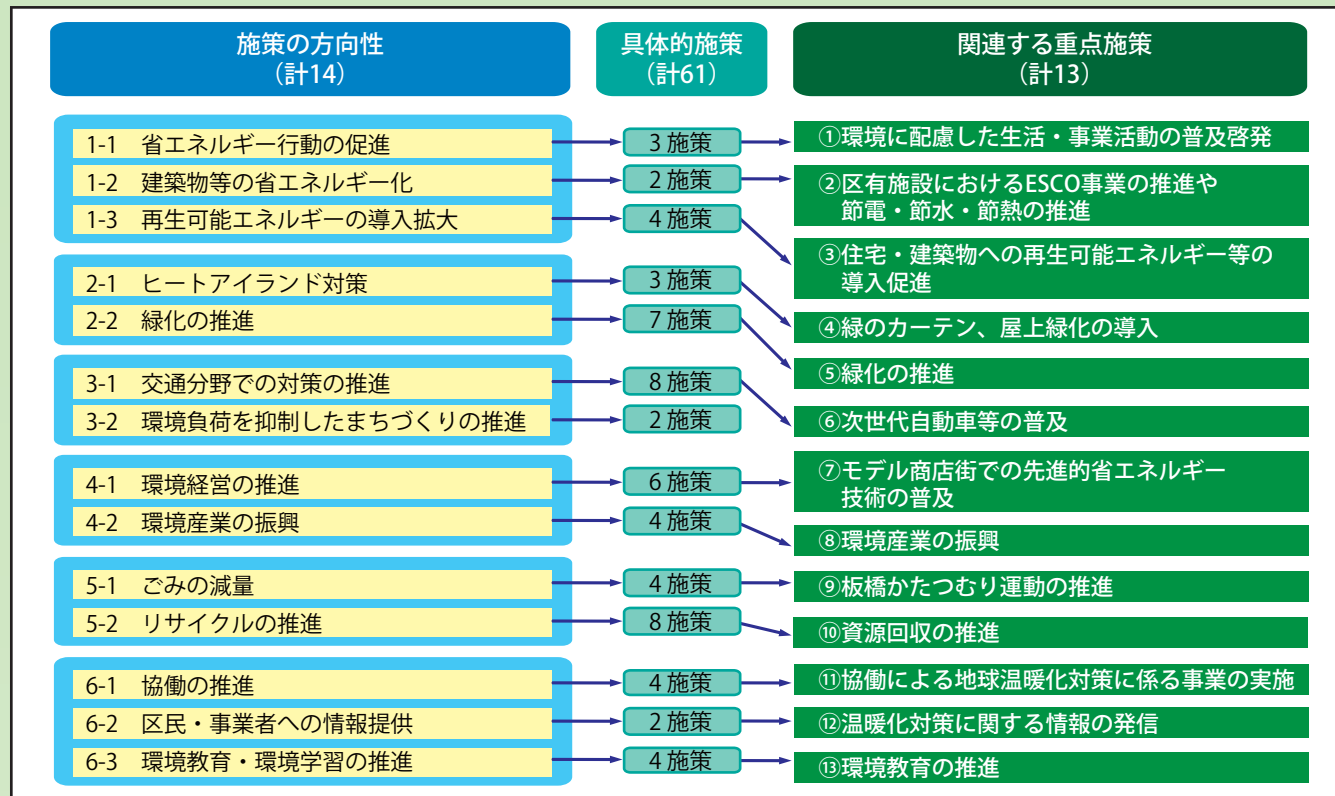 施策の方向性
(計14)
具体的施策
(計61)
関連する重点施策
(計13)
1-1 省エネルギー行動の促進
3 施策
①環境に配慮した生活・事業活動の普及啓発
1-2 建築物等の省エネルギー化
2 施策
②区有施設におけるESCO事業の推進や
節電・節水・節熱の推進
1-3 再生可能エネルギーの導入拡大
4 施策
③住宅・建築物への再生可能エネルギー等の
導入促進
2-1 ヒートアイランド対策
3 施策
④緑のカーテン、屋上緑化の導入
2-2 緑化の推進
7 施策
⑤緑化の推進
3-1 交通分野での対策の推進
8 施策
⑥次世代自動車等の普及
3-2 環境負荷を抑制したまちづくりの推進
2 施策
4-1 環境経営の推進
6 施策
⑦モデル商店街での先進的省エネルギー
技術の普及
4-2 環境産業の振興
4 施策
⑧環境産業の振興
5-1 ごみの減量
4 施策
⑨板橋かたつむり運動の推進
5-2 リサイクルの推進
8 施策
⑩資源回収の推進
6-1 協働の推進
4 施策
⑪協働による地球温暖化対策に係る事業の実施
6-2 区民・事業者への情報提供
2 施策
⑫温暖化対策に関する情報の発信
6-3 環境教育・環境学習の推進
4 施策
⑬環境教育の推進